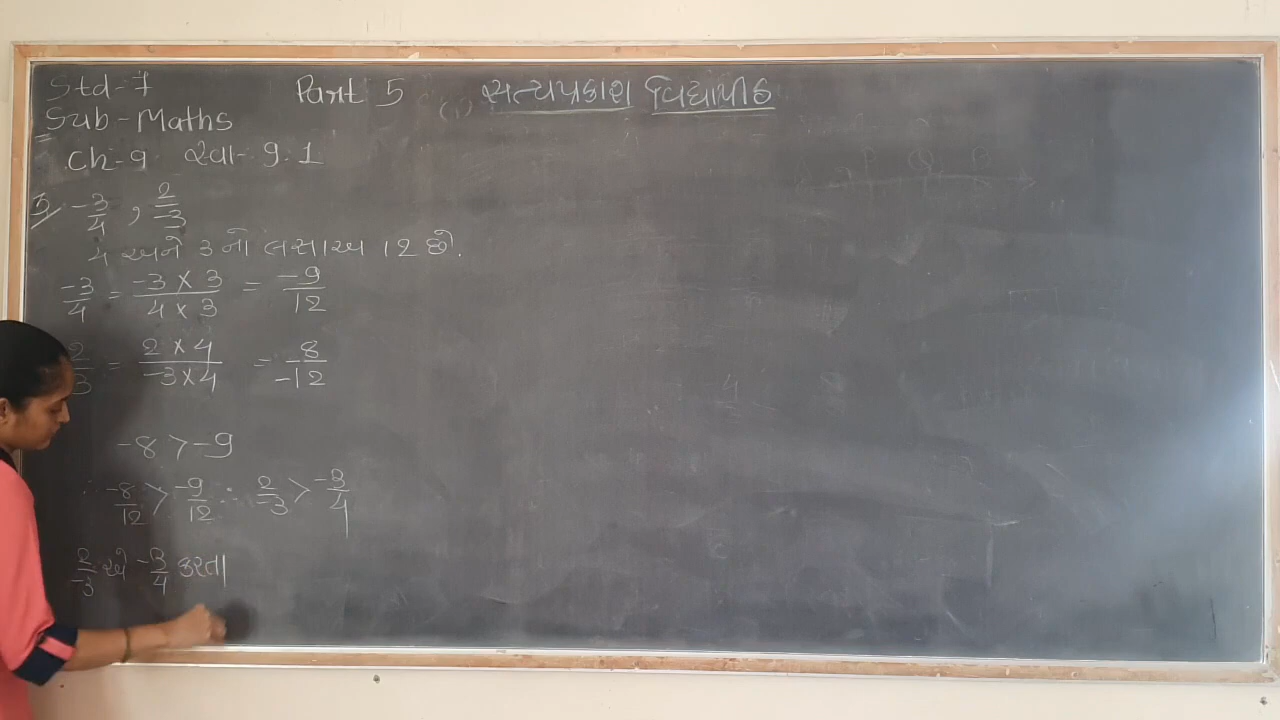 Std-7 Part 5 સત્યપ્રકાશ વિદ્યાપીઠ
Sub-Maths
Ch-9 સ્વા-9.1
-3/4 , 2/-3
4 અને 3 નો લસાઅ 12 છે.
-3/4 = -3×3/4×3 = -9/12
2/-3 = 2×4/-3×4 = 8/-12
-8 > -9
∴ -8/12 > -9/12 ∴ 2/-3 > -3/4
2/-3 એ -3/4 કરતા